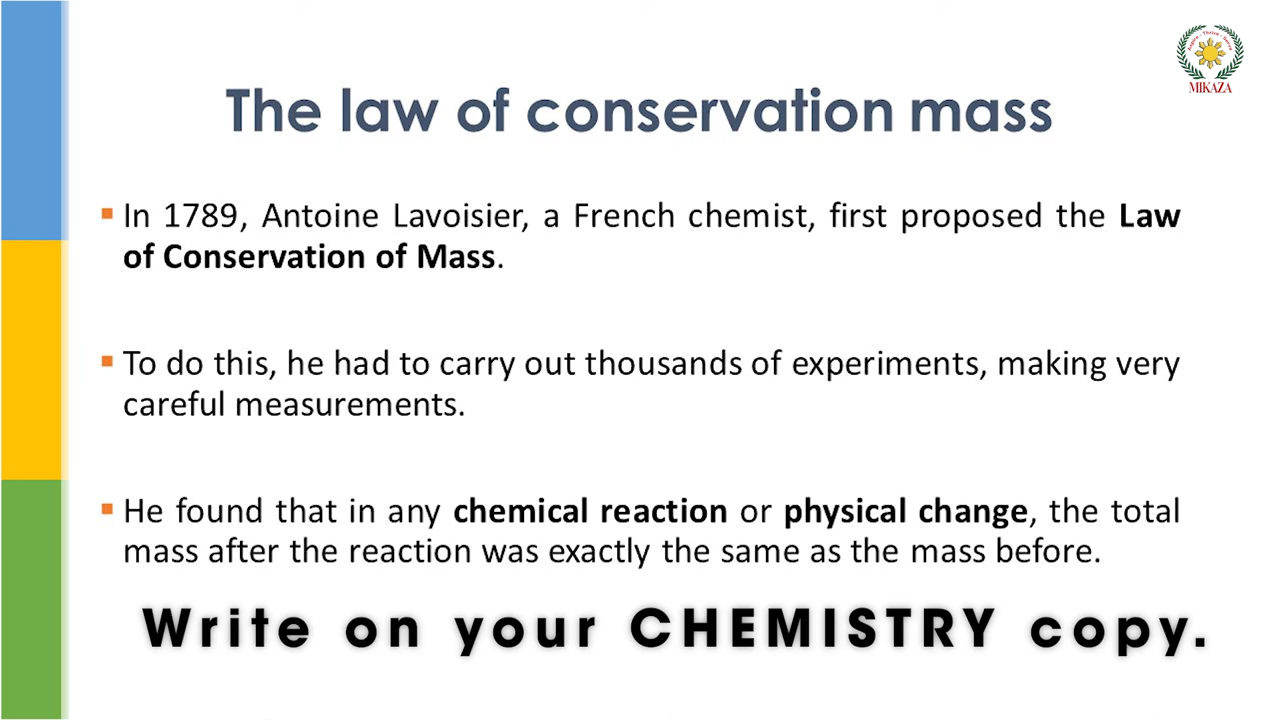 MIKAZA
The law of conservation mass
In 1789, Antoine Lavoisier, a French chemist, first proposed the Law
of Conservation of Mass.
To do this, he had to carry out thousands of experiments, making very
careful measurements.
He found that in any chemical reaction or physical change, the total
mass after the reaction was exactly the same as the mass before.
Write on your CHEMISTRY copy.